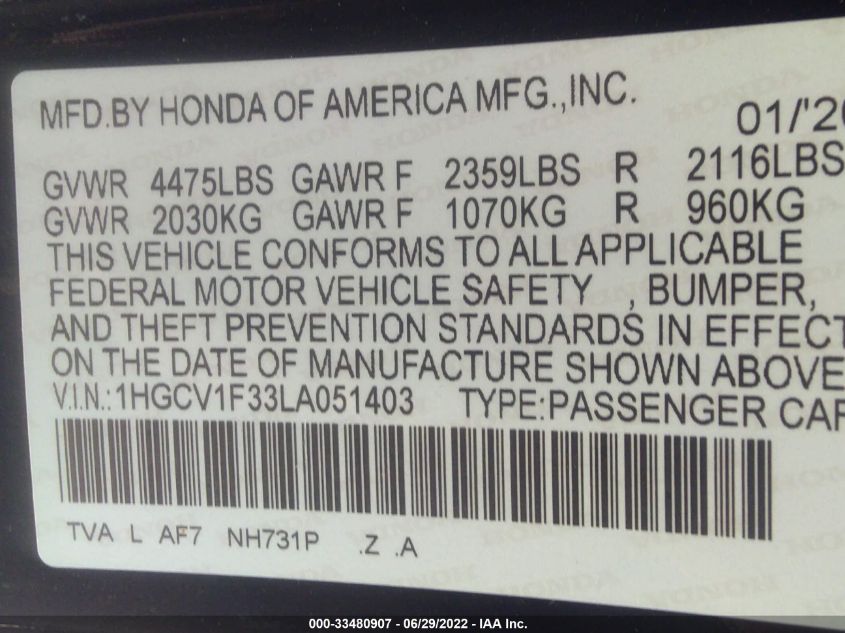 MFD.BY HONDA OF AMERICA MFG.,INC.
01/'20
GVWR 4475LBS GAWR F 2359LBS R 2116LBS
GVWR 2030KG GAWR F 1070KG R 960KG
THIS VEHICLE CONFORMS TO ALL APPLICABLE
FEDERAL MOTOR VEHICLE SAFETY , BUMPER,
AND THEFT PREVENTION STANDARDS IN EFFECT
ON THE DATE OF MANUFACTURE SHOWN ABOVE
V.I.N.:1HGCV1F33LA051403 TYPE:PASSENGER CAR
TVA L AF7 NH731P .Z .A
000-33480907 - 06/29/2022 - IAA Inc.